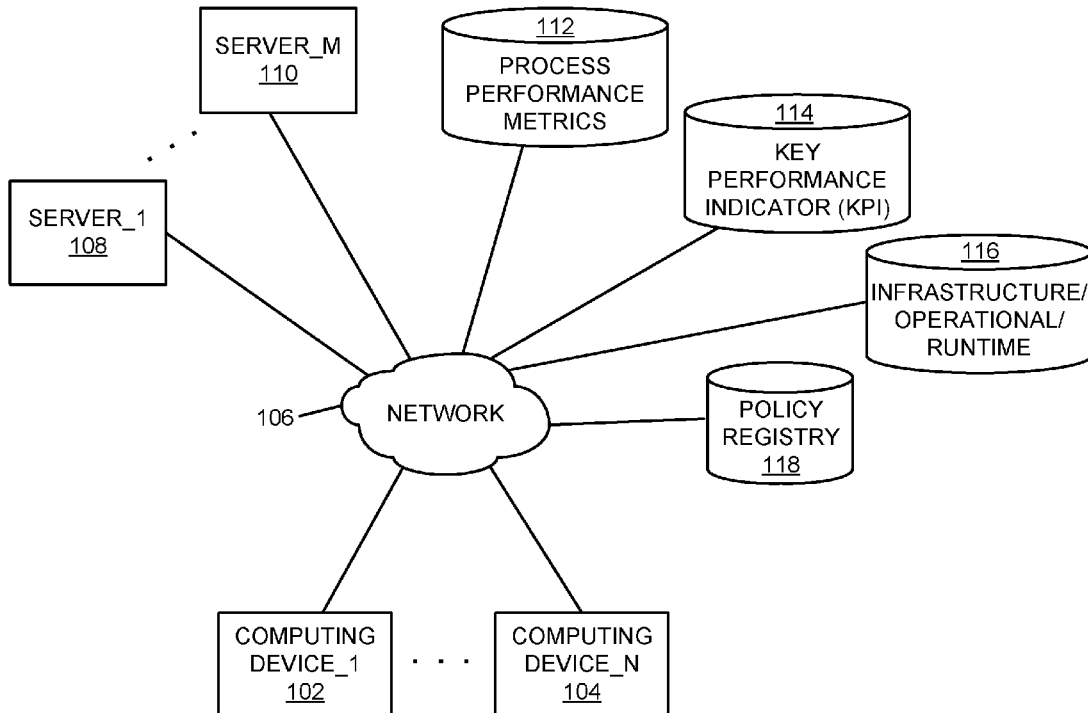 SERVER_M
110
112
PROCESS
PERFORMANCE
METRICS
114
KEY
PERFORMANCE
INDICATOR (KPI)
SERVER_1
108
116
INFRASTRUCTURE/
OPERATIONAL/
RUNTIME
106
NETWORK
POLICY
REGISTRY
118
COMPUTING
DEVICE_1
102
COMPUTING
DEVICE_N
104